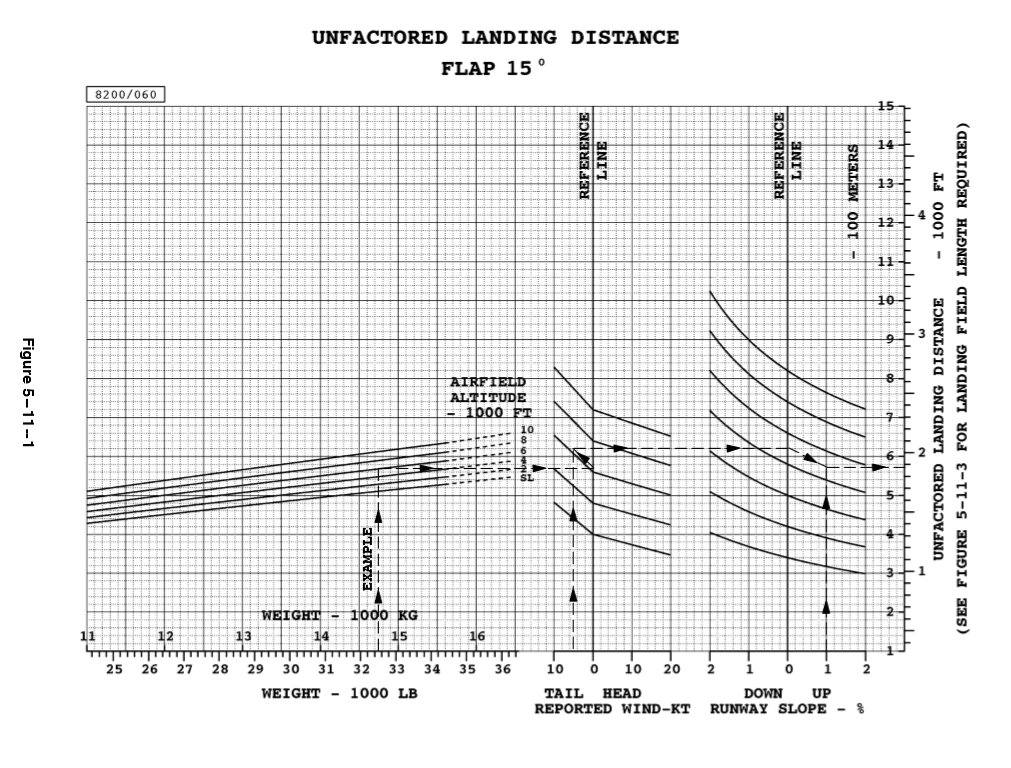 UNFACTORED LANDING DISTANCE
FLAP 15°
8200/060
REFERENCE
LINE
REFERENCE
LINE
- 100 METERS
15
14
13
12
11
10
9
8
7
6
5
4
3
2
1
4
3
2
1
UNFACTORED LANDING DISTANCE - 1000 FT
(SEE FIGURE 5-11-3 FOR LANDING FIELD LENGTH REQUIRED)
Figure 5-11-1
AIRFIELD
ALTITUDE
- 1000 FT
10
8
6
4
2
SL
EXAMPLE
WEIGHT - 1000 KG
11 12 13 14 15 16
25 26 27 28 29 30 31 32 33 34 35 36 10 0 10 20 2 1 0 1 2
WEIGHT - 1000 LB TAIL HEAD DOWN UP
REPORTED WIND-KT RUNWAY SLOPE - %